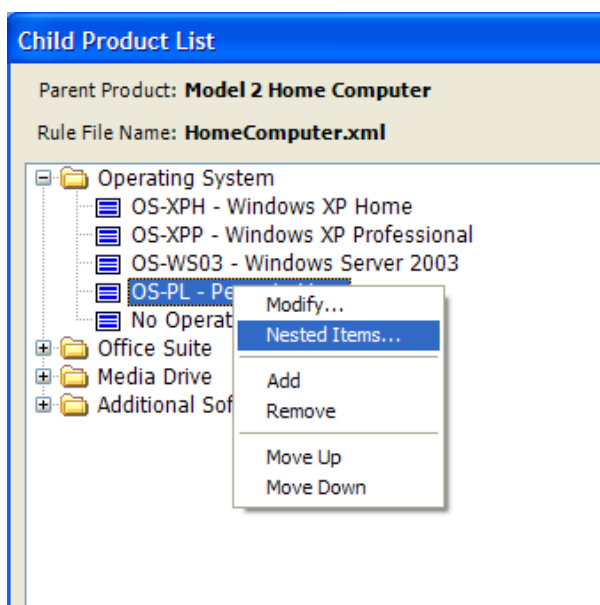 Child Product List
Parent Product: Model 2 Home Computer
Rule File Name: HomeComputer.xml
Operating System
OS-XPH - Windows XP Home
OS-XPP - Windows XP Professional
OS-WS03 - Windows Server 2003
OS-PL -
No
Office Suite
Media Drive
Additional
Modify...
Nested Items...
Add
Remove
Move Up
Move Down